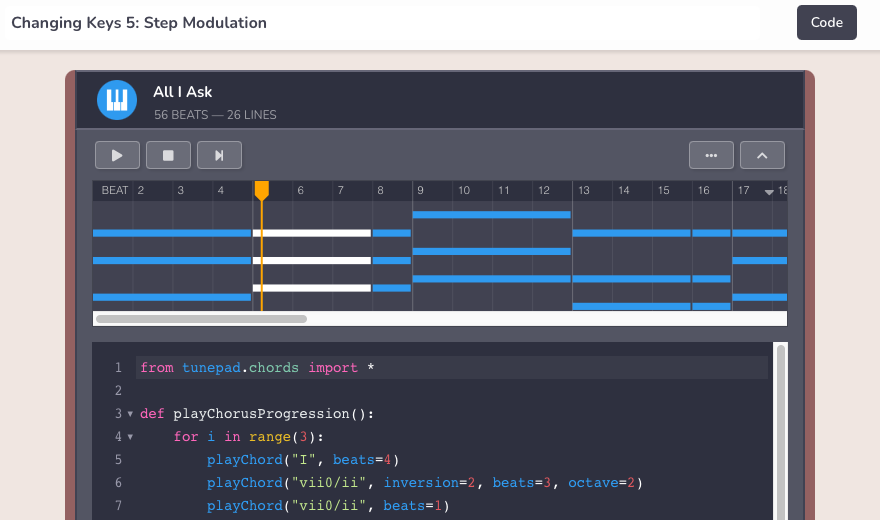 Changing Keys 5: Step Modulation
Code
All I Ask
56 BEATS — 26 LINES
BEAT 2 3 4 6 7 8 9 10 11 12 13 14 15 16 17 18
1 from tunepad.chords import *
2
3 def playChorusProgression():
4 for i in range(3):
5 playChord("I", beats=4)
6 playChord("vii0/ii", inversion=2, beats=3, octave=2)
7 playChord("vii0/ii", beats=1)